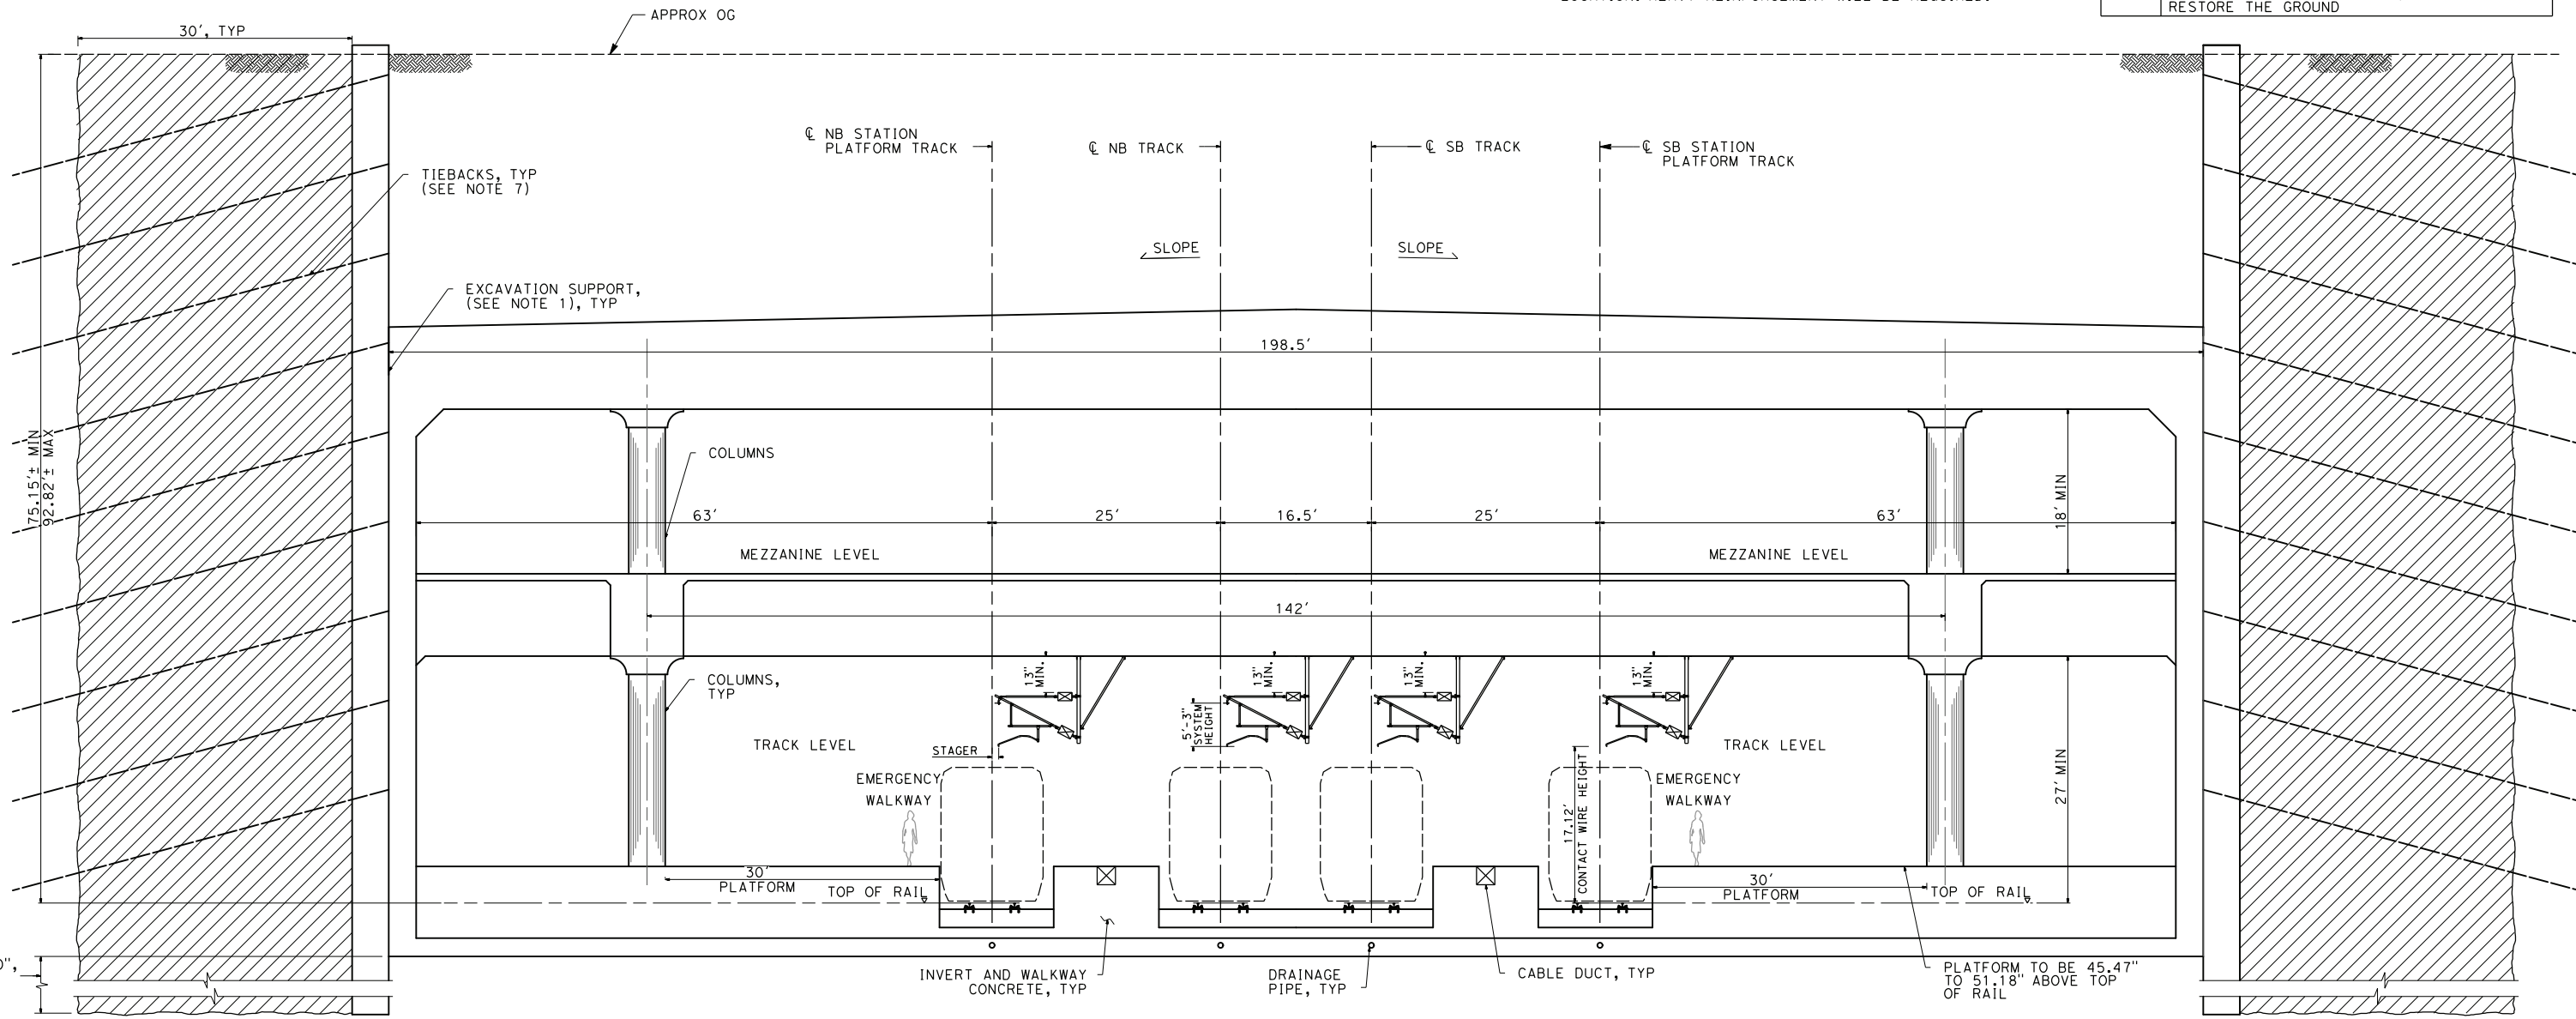 RESTORE THE GROUND
APPROX OG
30', TYP
℄ NB STATION
PLATFORM TRACK
℄ NB TRACK
℄ SB TRACK
℄ SB STATION
PLATFORM TRACK
TIEBACKS, TYP
(SEE NOTE 7)
SLOPE
SLOPE
EXCAVATION SUPPORT,
(SEE NOTE 1), TYP
198.5'
75.15'± MIN
92.82'± MAX
COLUMNS
18' MIN
63'
25'
16.5'
25'
63'
MEZZANINE LEVEL
MEZZANINE LEVEL
142'
13"
MIN.
13"
MIN.
13"
MIN.
13"
MIN.
COLUMNS,
TYP
5'-3"
SYSTEM
HEIGHT
TRACK LEVEL
STAGER
TRACK LEVEL
EMERGENCY
WALKWAY
17.12'
CONTACT WIRE HEIGHT
EMERGENCY
WALKWAY
27' MIN
30'
PLATFORM
TOP OF RAIL
30'
PLATFORM
TOP OF RAIL
INVERT AND WALKWAY
CONCRETE, TYP
DRAINAGE
PIPE, TYP
CABLE DUCT, TYP
PLATFORM TO BE 45.47"
TO 51.18" ABOVE TOP
OF RAIL